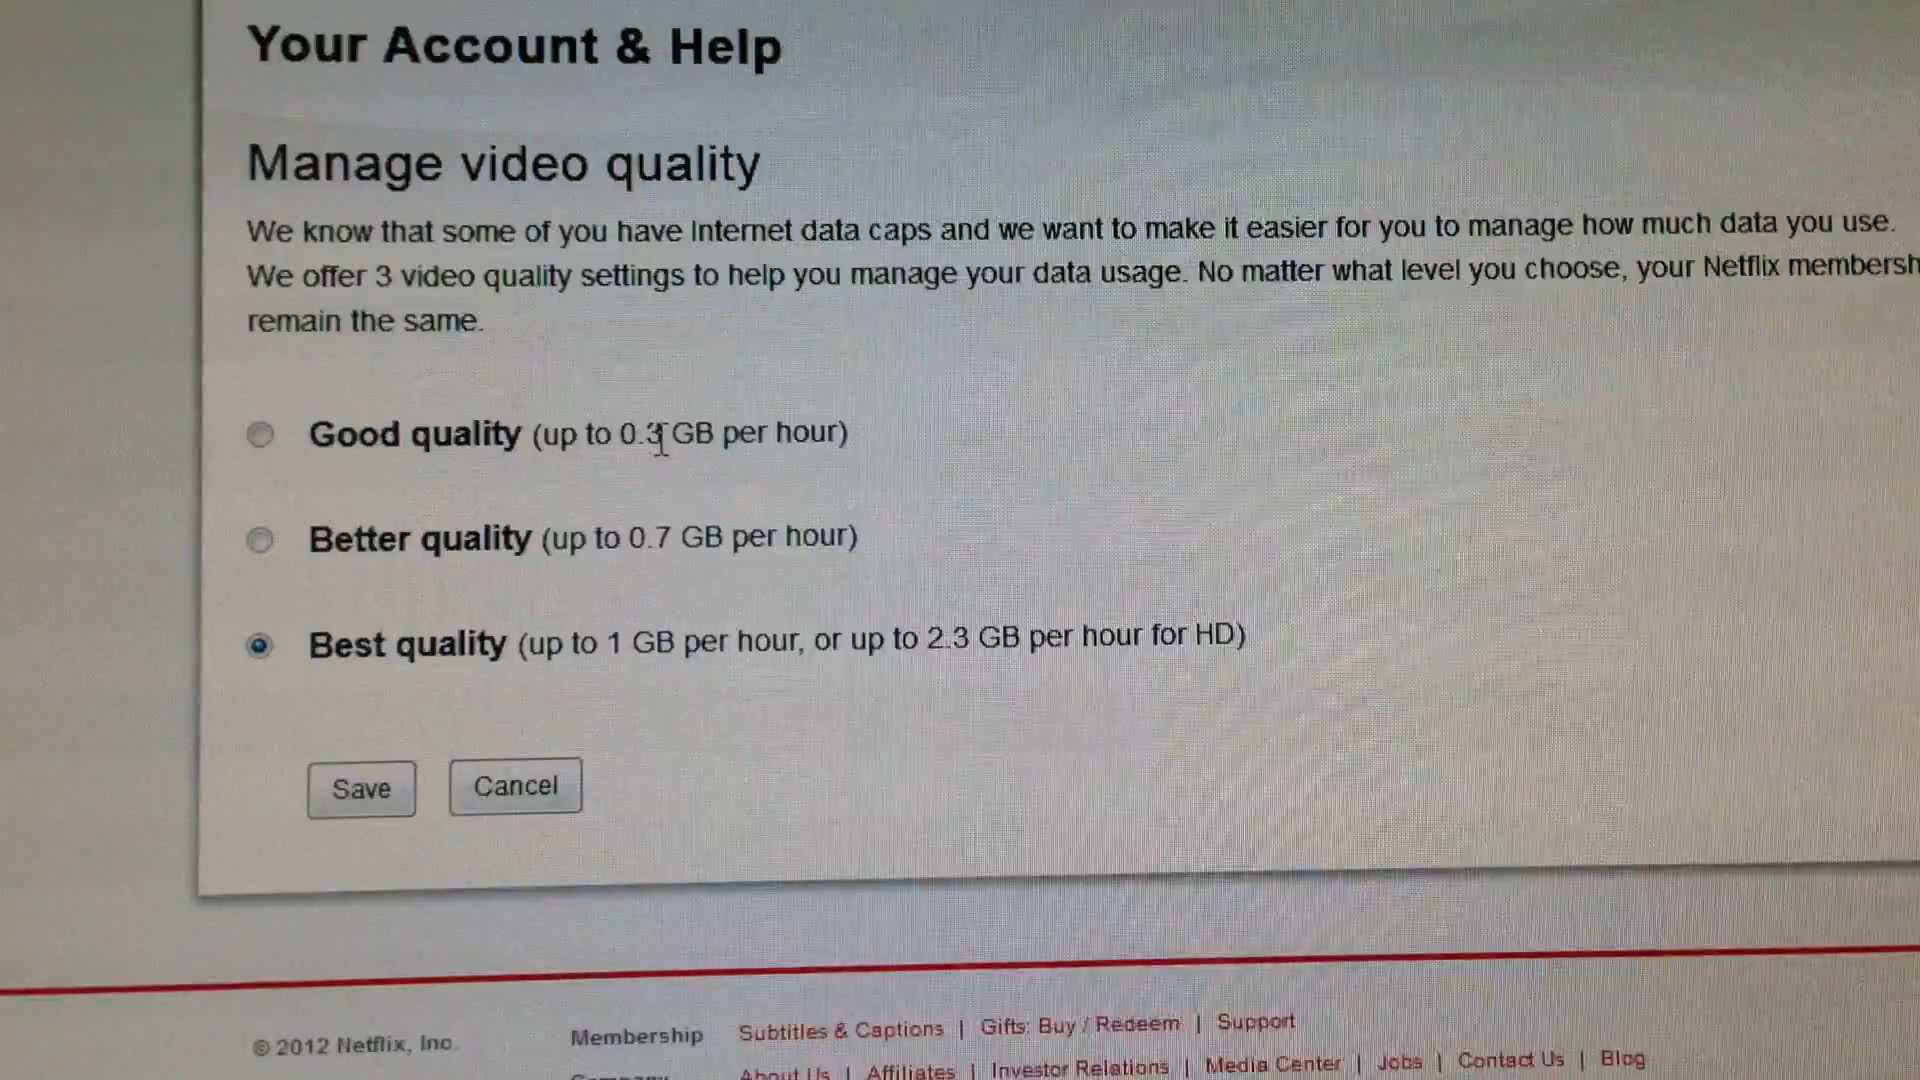 Your Account & Help
Manage video quality
We know that some of you have Internet data caps and we want to make it easier for you to manage how much data you use.
We offer 3 video quality settings to help you manage your data usage. No matter what level you choose, your Netflix membersh
remain the same.
Good quality (up to 0.3 GB per hour)
Better quality (up to 0.7 GB per hour)
Best quality (up to 1 GB per hour, or up to 2.3 GB per hour for HD)
Save Cancel
© 2012 Netflix, Inc. Membership Subtitles & Captions | Gifts: Buy / Redeem | Support
About Us | Affiliates | Investor Relations | Media Center | Jobs | Contact Us | Blog